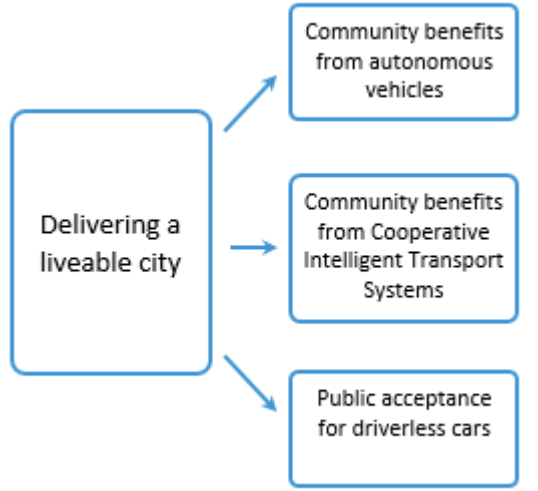 Community benefits
from autonomous
vehicles
Delivering a
liveable city
Community benefits
from Cooperative
Intelligent Transport
Systems
Public acceptance
for driverless cars